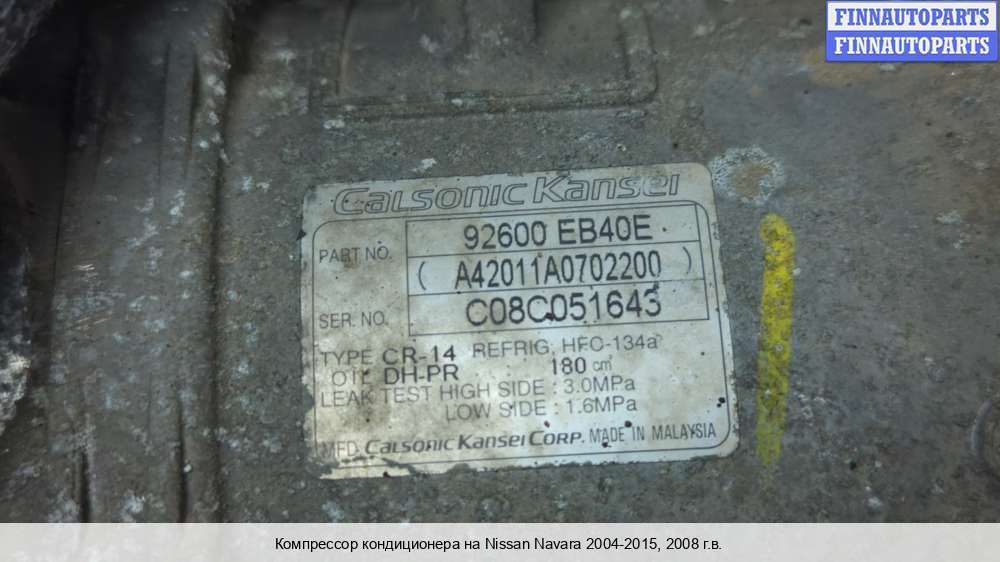 FINNAUTOPARTS
FINNAUTOPARTS
CALSONIC KANSEI
PART NO. 92600 EB40E
( A42011A0702200 )
SER. NO. C08C051643
TYPE CR-14 REFRIG. HFC-134a
OIL DH-PR : 180 cm³
LEAK TEST HIGH SIDE : 3.0MPa
LOW SIDE : 1.6MPa
MFD. CALSONIC KANSEI CORP. MADE IN MALAYSIA
Компрессор кондиционера на Nissan Navara 2004-2015, 2008 г.в.